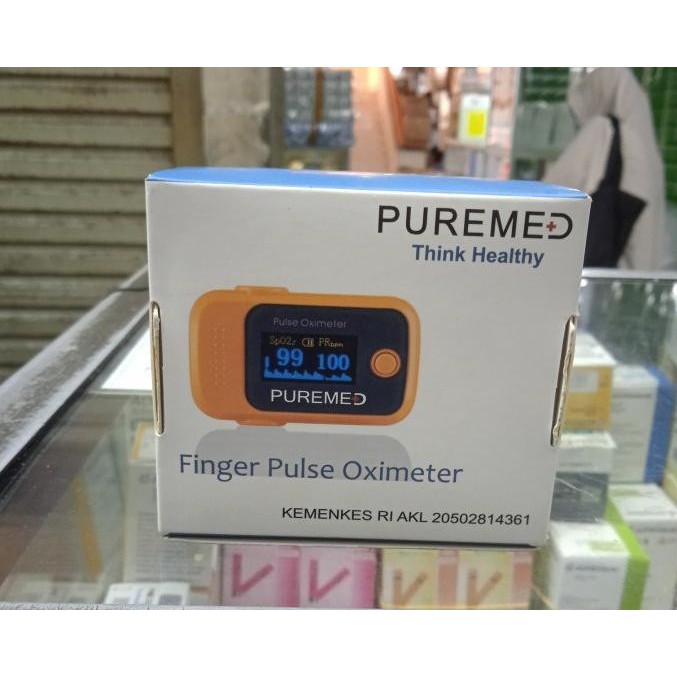 PUREMED
Think Healthy
Pulse Oximeter
SpO2% PRbpm
99 100
PUREMED
Finger Pulse Oximeter
KEMENKES RI AKL 20502814361